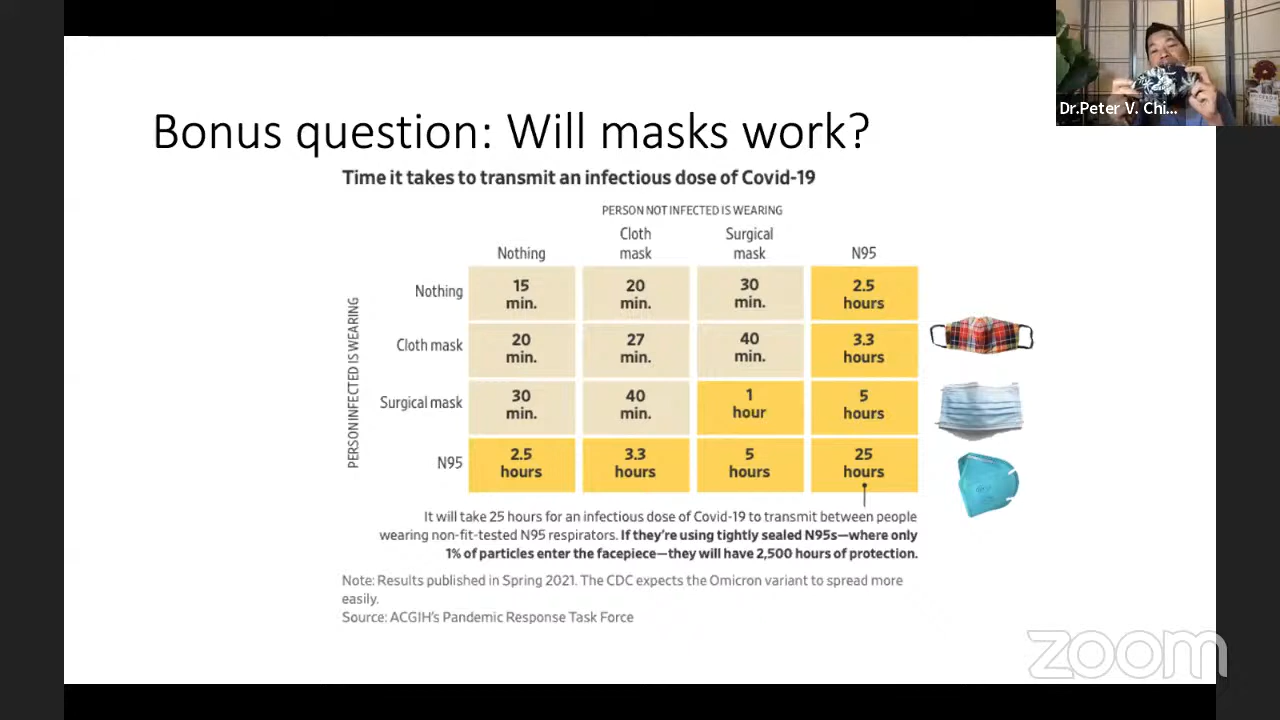 Dr.Peter V. Chi...
Bonus question: Will masks work?
Time it takes to transmit an infectious dose of Covid-19
PERSON NOT INFECTED IS WEARING
Nothing
Cloth
mask
Surgical
mask
N95
PERSON INFECTED IS WEARING
Nothing
15
min.
20
min.
30
min.
2.5
hours
Cloth mask
20
min.
27
min.
40
min.
3.3
hours
Surgical mask
30
min.
40
min.
1
hour
5
hours
N95
2.5
hours
3.3
hours
5
hours
25
hours
It will take 25 hours for an infectious dose of Covid-19 to transmit between people
wearing non-fit-tested N95 respirators. If they're using tightly sealed N95s—where only
1% of particles enter the facepiece—they will have 2,500 hours of protection.
Note: Results published in Spring 2021. The CDC expects the Omicron variant to spread more
easily.
Source: ACGIH's Pandemic Response Task Force
zoom